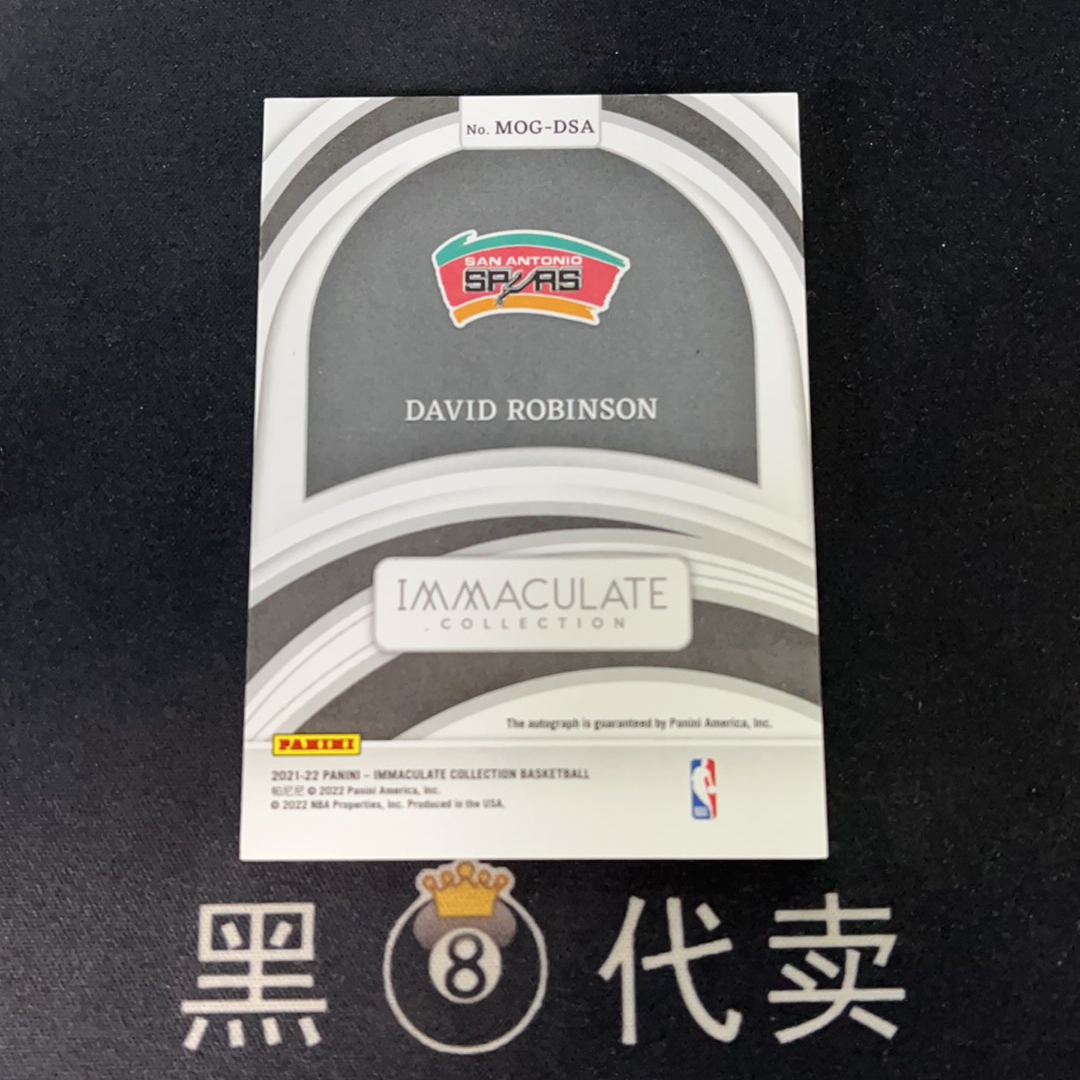 No. MOG-DSA
SAN ANTONIO
SPURS
DAVID ROBINSON
IMMACULATE
COLLECTION
The autograph is guaranteed by Panini America, Inc.
PANINI
2021-22 PANINI – IMMACULATE COLLECTION BASKETBALL
帕尼尼 © 2022 Panini America, Inc.
© 2022 NBA Properties, Inc. Produced in the USA.
黑 8 代卖